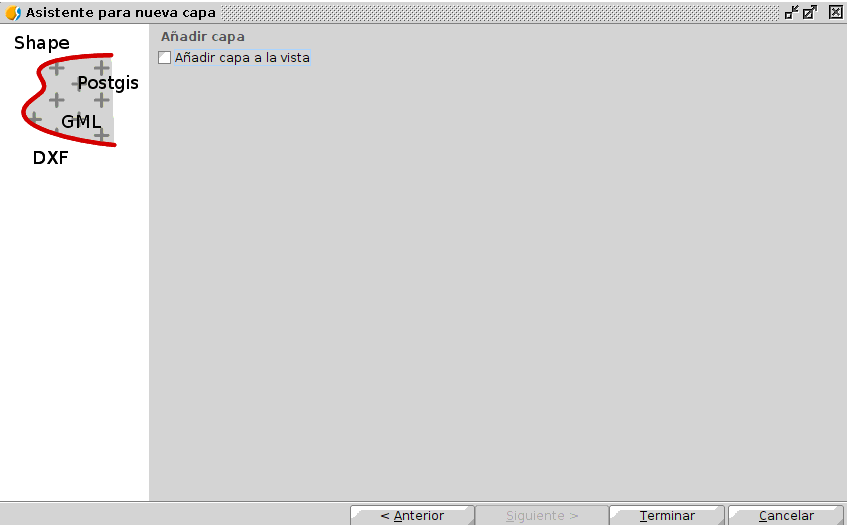 Asistente para nueva capa
Shape
Postgis
GML
DXF
Añadir capa
Añadir capa a la vista
< Anterior
Siguiente >
Terminar
Cancelar